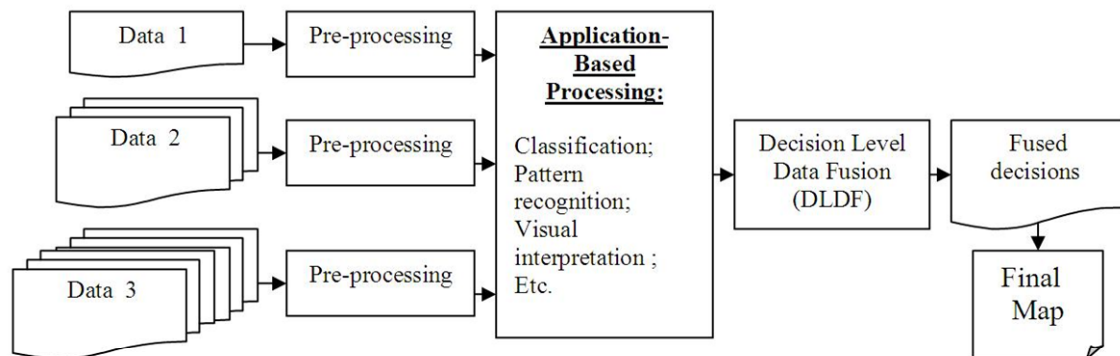 Data 1
Pre-processing
Data 2
Pre-processing
Data 3
Pre-processing
Application-
Based
Processing:
Classification;
Pattern
recognition;
Visual
interpretation ;
Etc.
Decision Level
Data Fusion
(DLDF)
Fused
decisions
Final
Map